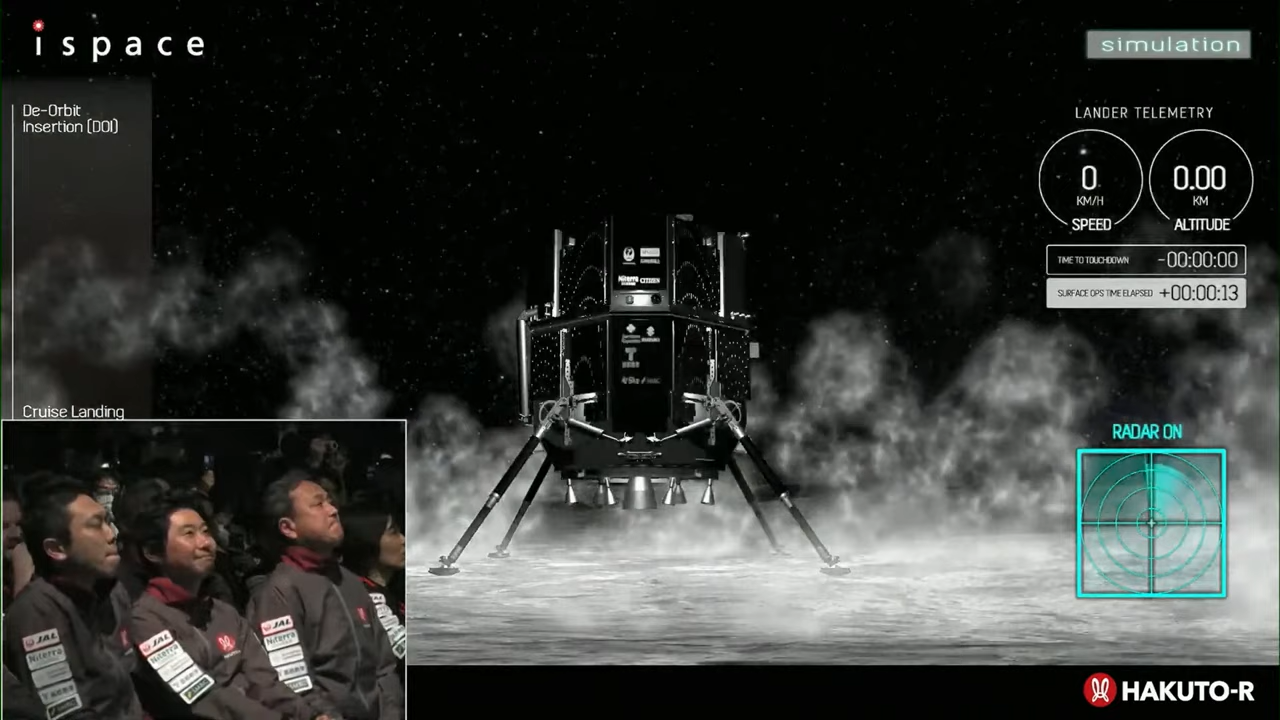 ispace
simulation
De-Orbit
Insertion (DOI)
LANDER TELEMETRY
0
KM/H
SPEED
0.00
KM
ALTITUDE
TIME TO TOUCHDOWN -00:00:00
SURFACE OPS TIME ELAPSED +00:00:13
Niterra CITIZEN
Cruise Landing
RADAR ON
JAL
Niterra
JAL
Niterra
JAL
Niterra
HAKUTO-R